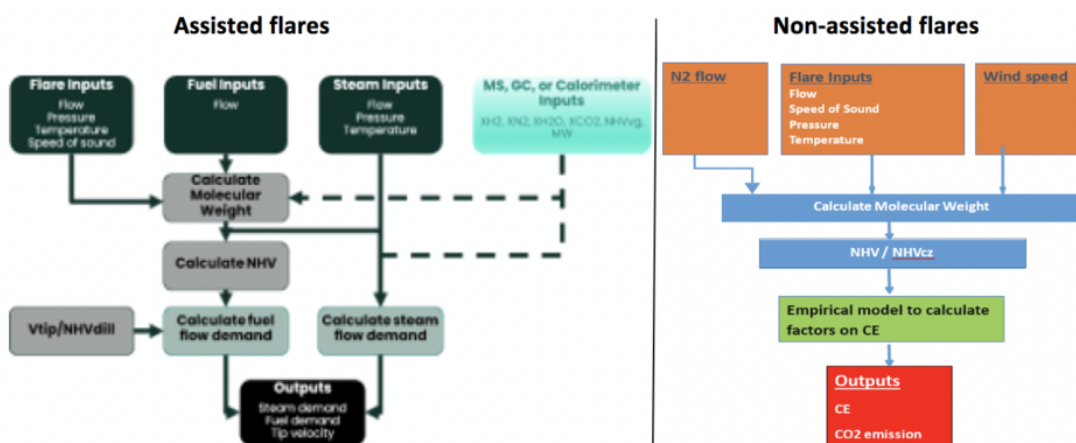 Assisted flares
Flare Inputs
Flow
Pressure
Temperature
Speed of sound
Fuel Inputs
Flow
Steam Inputs
Flow
Pressure
Temperature
MS, GC, or Calorimeter
Inputs
XH2, XN2, XH2O, XCO2, NHVvg,
MW
Calculate
Molecular
Weight
Calculate NHV
Vtip/NHVdill
Calculate fuel
flow demand
Calculate steam
flow demand
Outputs
Steam demand
Fuel demand
Tip velocity
Non-assisted flares
N2 flow
Flare Inputs
Flow
Speed of Sound
Pressure
Temperature
Wind speed
Calculate Molecular Weight
NHV / NHVcz
Empirical model to calculate
factors on CE
Outputs
CE
CO2 emission